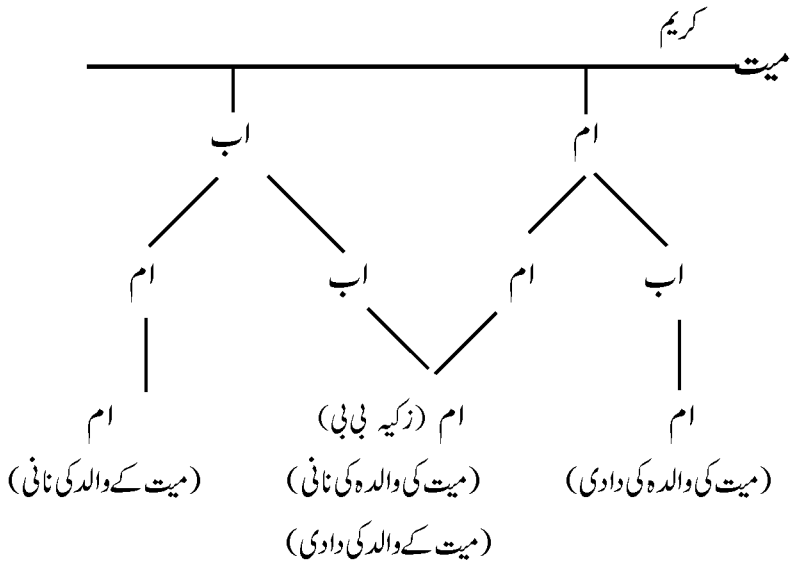 کریم
میت
ام اب
اب ام اب ام
ام ام (زکیہ بی بی) ام
(میت کی والدہ کی دادی) (میت کی والدہ کی نانی) (میت کے والد کی نانی)
(میت کے والد کی دادی)